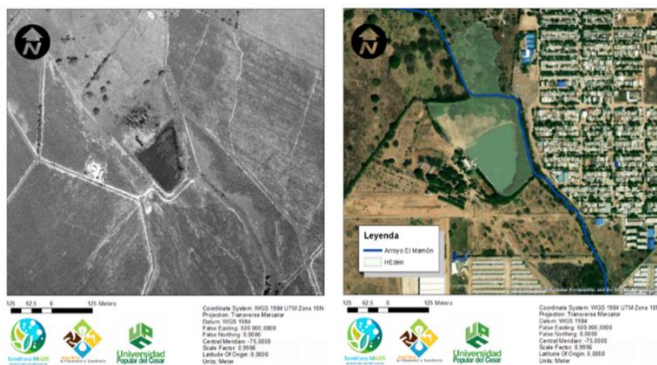 N
125 62.5 0 125 Meters
Coordinate System: WGS 1984 UTM Zone 18N
Projection: Transverse Mercator
Datum: WGS 1984
False Easting: 500.000,0000
False Northing: 0,0000
Central Meridian: -75,0000
Scale Factor: 0,9996
Latitude Of Origin: 0,0000
Units: Meter
Semillero MADS
Universidad
Popular del Cesar
N
Leyenda
Arroyo El Mamón
HEden
125 62.5 0 125 Meters
Coordinate System: WGS 1984 UTM Zone 18N
Projection: Transverse Mercator
Datum: WGS 1984
False Easting: 500.000,0000
False Northing: 0,0000
Central Meridian: -75,0000
Scale Factor: 0,9996
Latitude Of Origin: 0,0000
Units: Meter
Semillero MADS
Universidad
Popular del Cesar